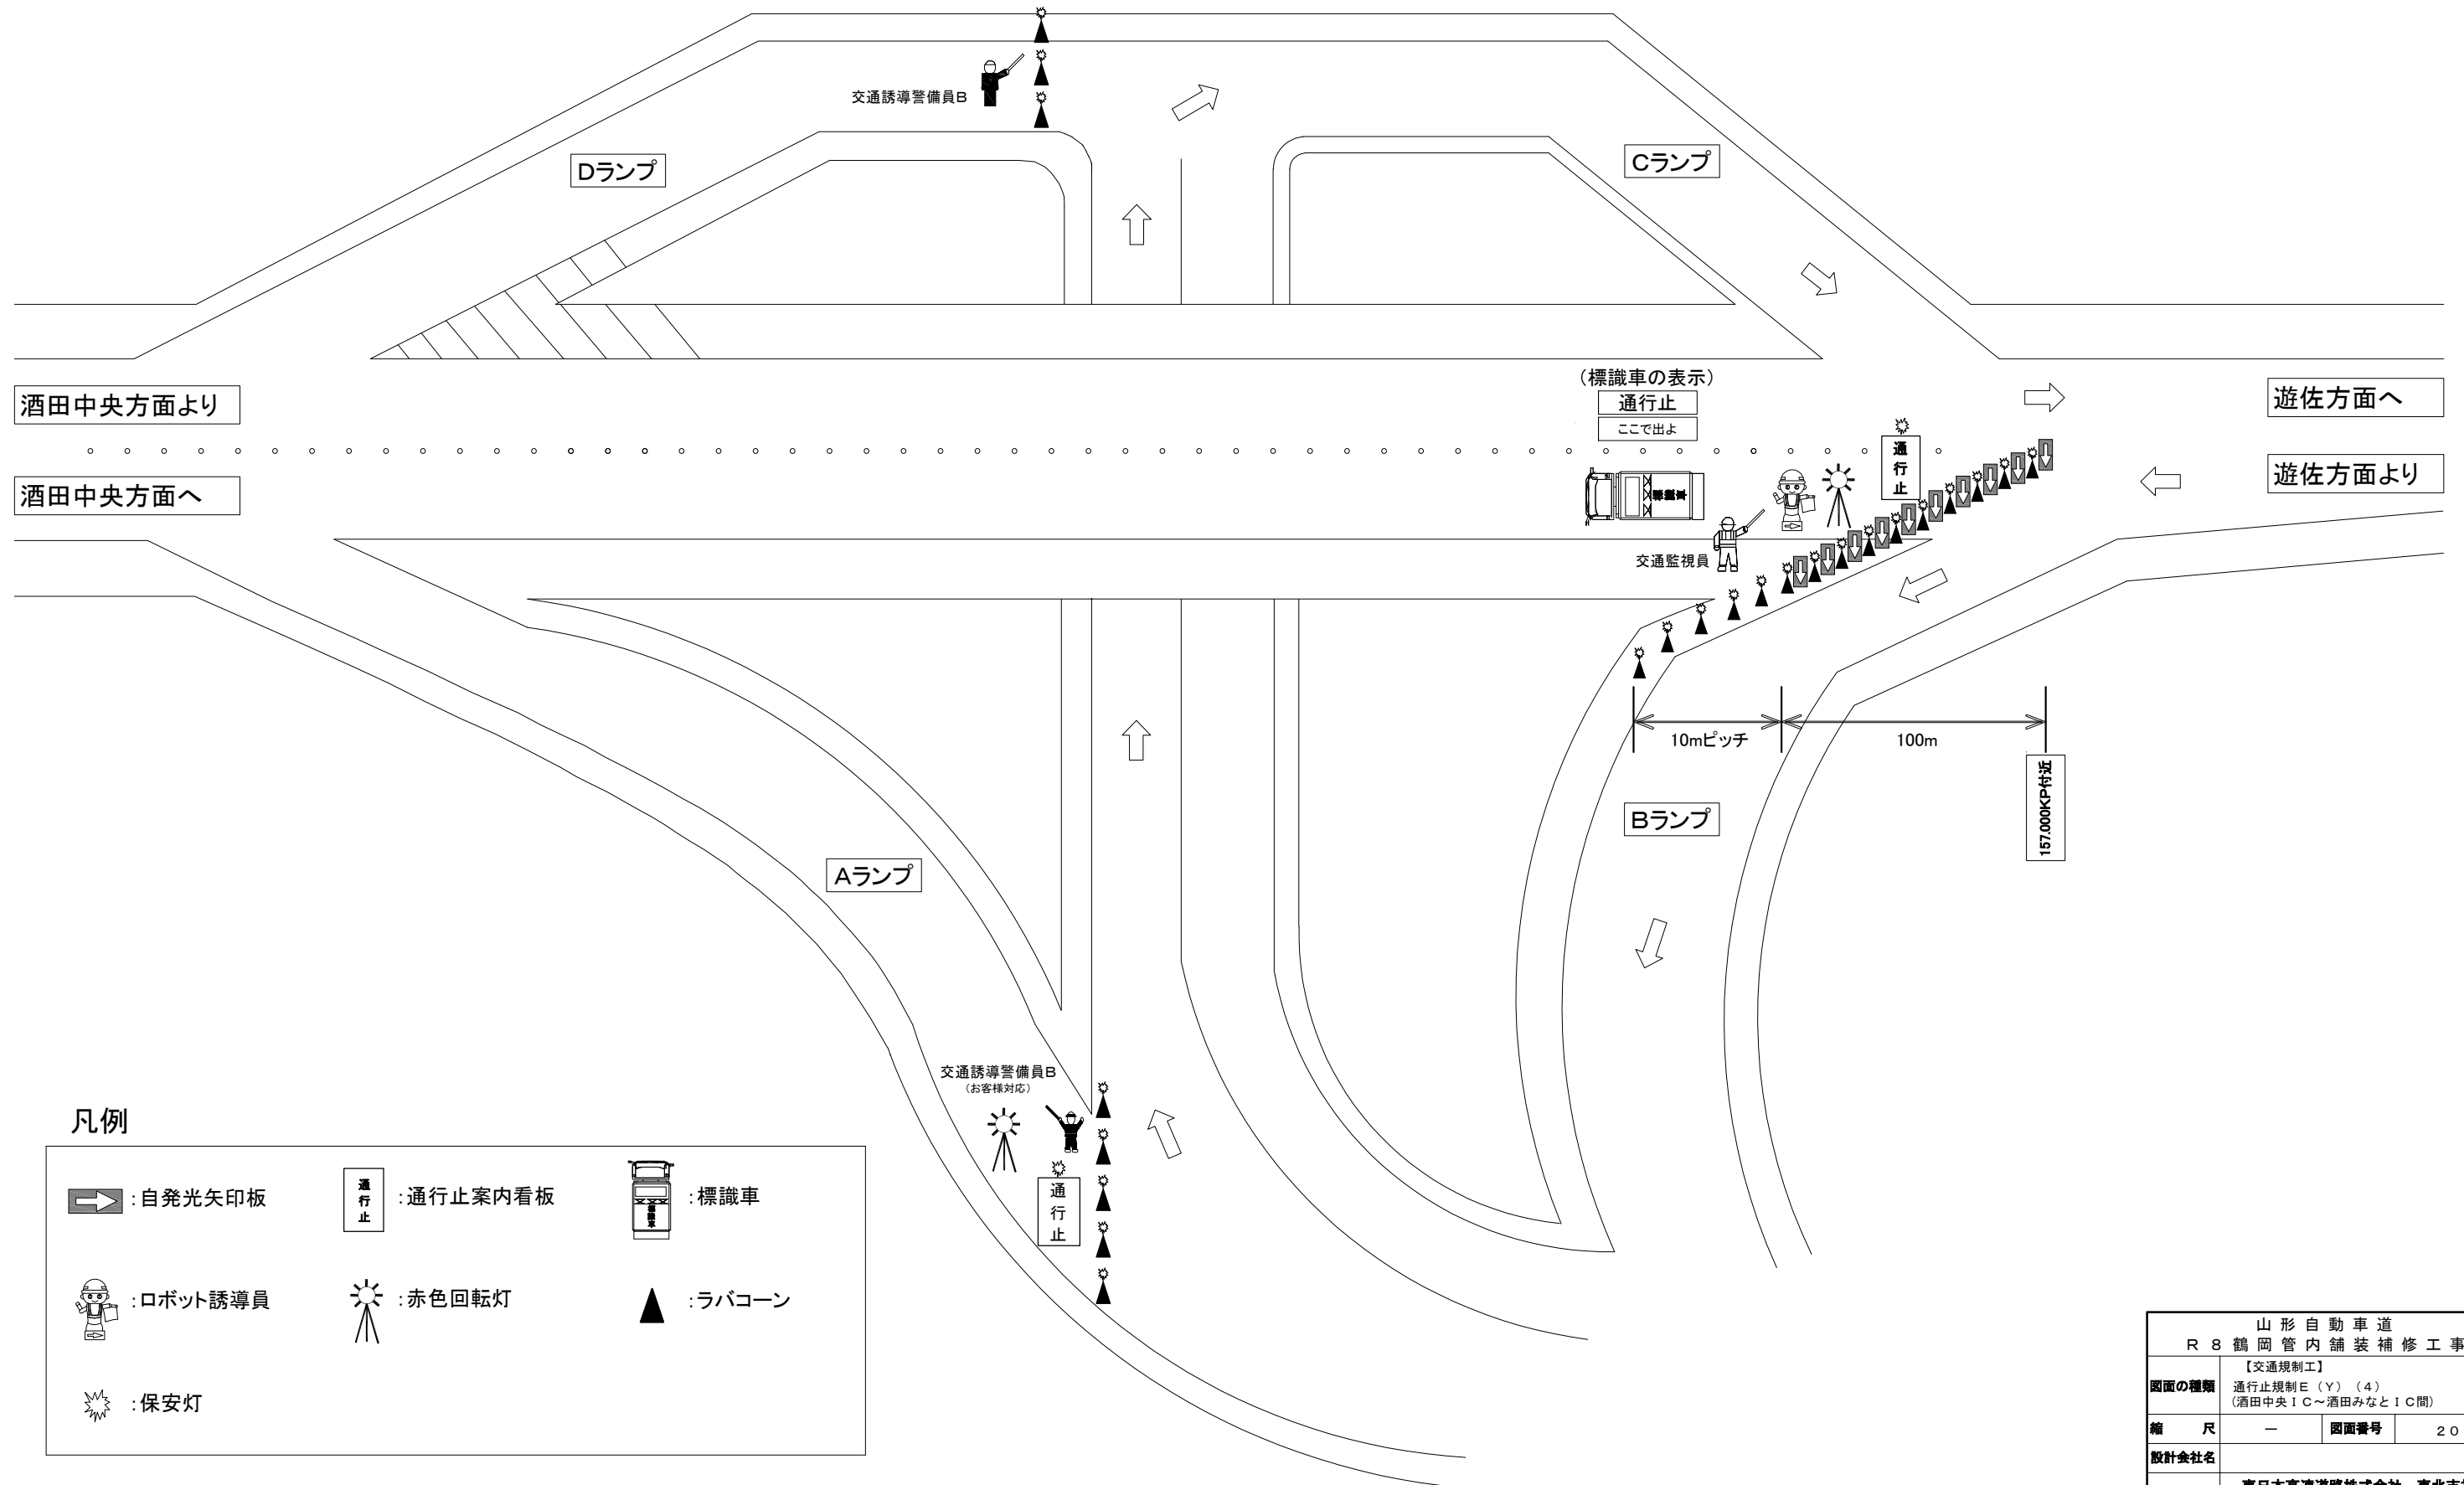 交通誘導警備員B
Dランプ
Cランプ
酒田中央方面より
(標識車の表示)
通行止
ここで出よ
遊佐方面へ
通行止
酒田中央方面へ
標識車
遊佐方面より
交通監視員
10mピッチ
100m
157.000KP付近
Bランプ
Aランプ
交通誘導警備員B
(お客様対応)
通行止
凡例
:自発光矢印板
通行止
:通行止案内看板
標識車
:標識車
:ロボット誘導員
:赤色回転灯
:ラバコーン
:保安灯
山形自動車道
R8鶴岡管内舗装補修工事
図面の種類
【交通規制工】
通行止規制E(Y)(4)
(酒田中央IC～酒田みなとIC間)
縮尺
―
図面番号
20
設計会社名